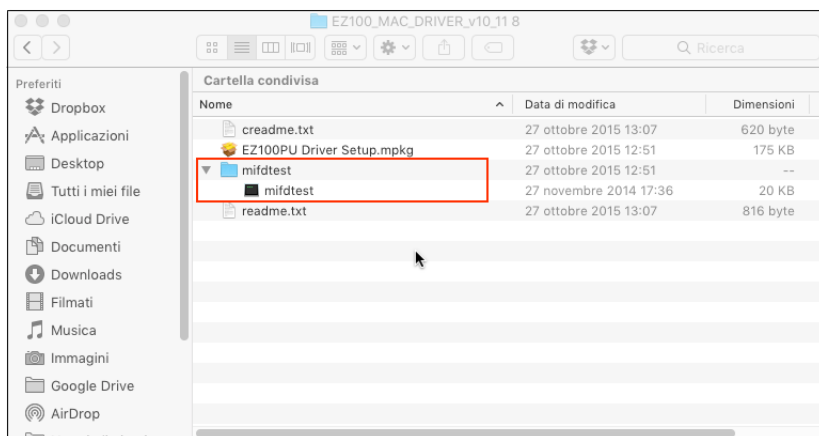 EZ100_MAC_DRIVER_v10_11 8
Ricerca
Preferiti
Dropbox
Applicazioni
Desktop
Tutti i miei file
iCloud Drive
Documenti
Downloads
Filmati
Musica
Immagini
Google Drive
AirDrop
Cartella condivisa
Nome Data di modifica Dimensioni
creadme.txt 27 ottobre 2015 13:07 620 byte
EZ100PU Driver Setup.mpkg 27 ottobre 2015 12:51 175 KB
mifdtest 27 ottobre 2015 12:51 --
mifdtest 27 novembre 2014 17:36 20 KB
readme.txt 27 ottobre 2015 13:07 816 byte